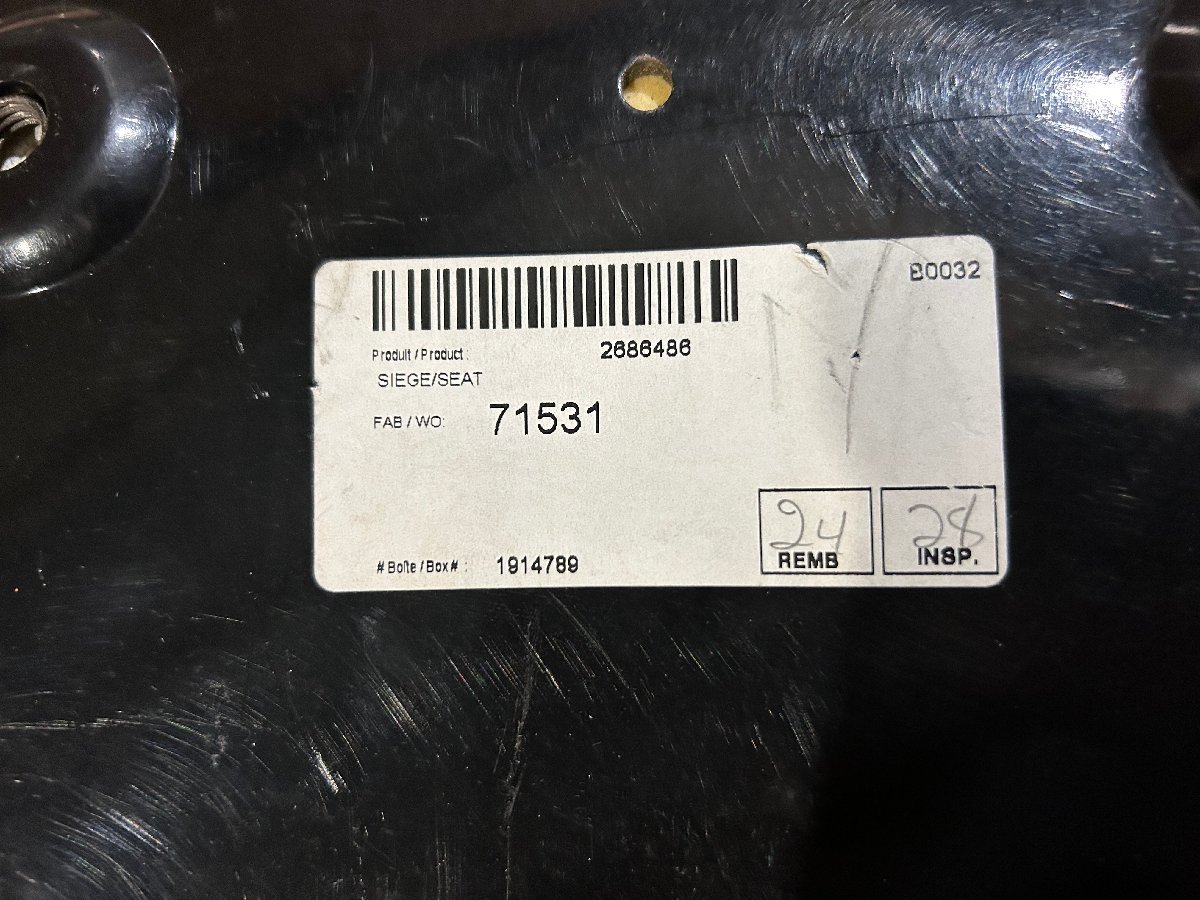 B0032
Produit / Product :
2686486
SIEGE/SEAT
FAB / WO: 71531
24
REMB
28
INSP.
# Boîte / Box # : 1914789